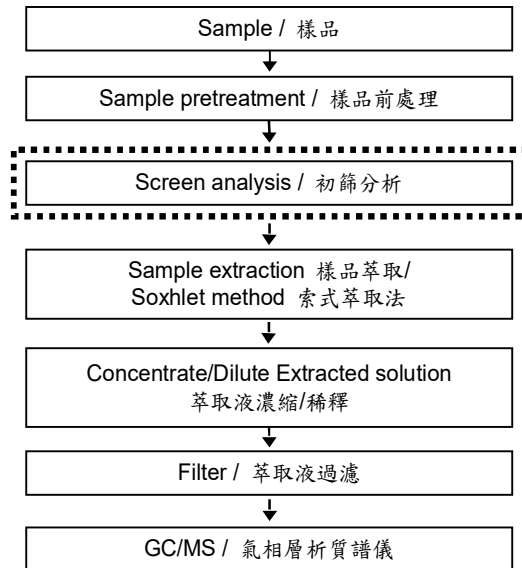 Sample / 樣品
Sample pretreatment / 樣品前處理
Screen analysis / 初篩分析
Sample extraction 樣品萃取/
Soxhlet method 索式萃取法
Concentrate/Dilute Extracted solution
萃取液濃縮/稀釋
Filter / 萃取液過濾
GC/MS / 氣相層析質譜儀